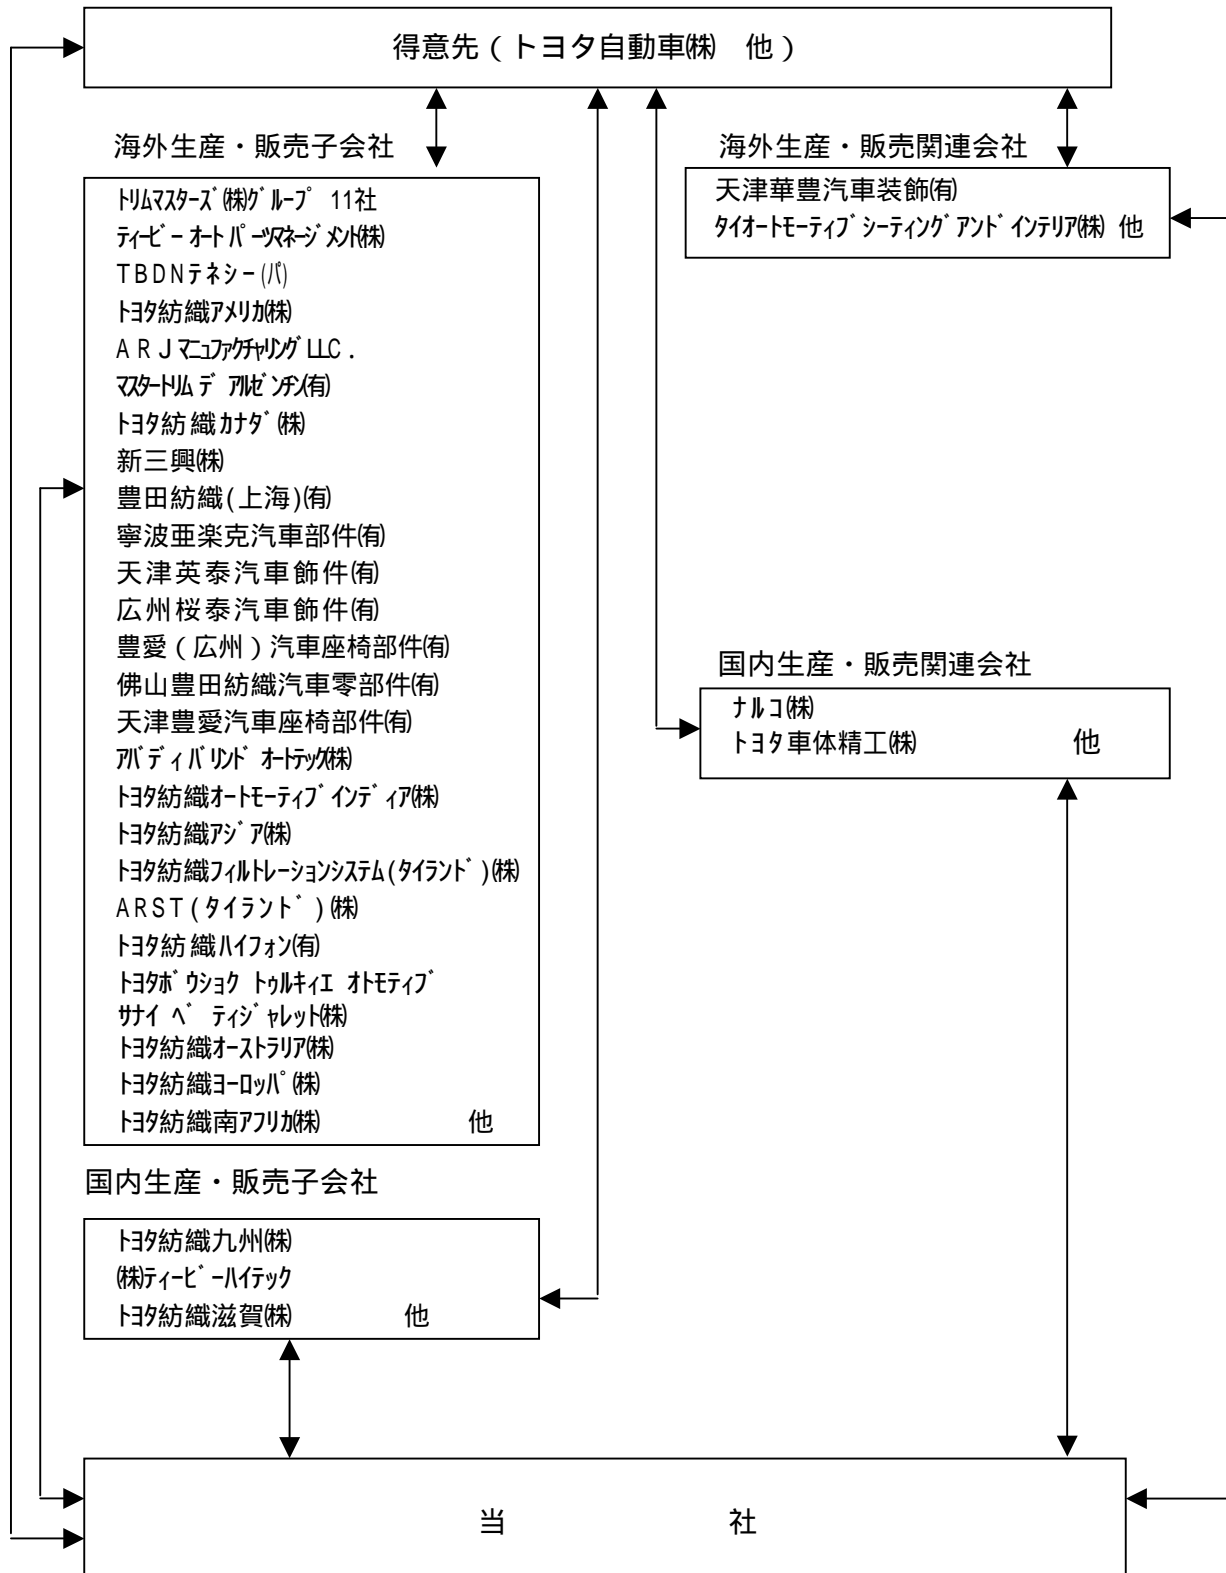 得意先（トヨタ自動車㈱　他）
海外生産・販売子会社
ﾄﾘﾑﾏｽﾀｰｽﾞ㈱ｸﾞﾙｰﾌﾟ 11社
ﾃｨｰﾋﾞｰ ｵｰﾄﾊﾟｰﾂﾏﾈｰｼﾞﾒﾝﾄ㈱
ＴＢＤＮﾃﾈｼｰ(ﾊﾟ)
ﾄﾖﾀ紡織ｱﾒﾘｶ㈱
ＡＲＪﾏﾆｭﾌｧｸﾁｬﾘﾝｸﾞLLC．
ﾏｽﾀｰﾄﾘﾑ ﾃﾞ ｱﾙｾﾞﾝﾁﾝ㈲
ﾄﾖﾀ紡織ｶﾅﾀﾞ㈱
新三興㈱
豊田紡織(上海)㈲
寧波亜楽克汽車部件㈲
天津英泰汽車飾件㈲
広州桜泰汽車飾件㈲
豊愛（広州）汽車座椅部件㈲
佛山豊田紡織汽車零部件㈲
天津豊愛汽車座椅部件㈲
ｱﾊﾞﾃﾞｨﾊﾞﾘﾝﾄﾞ ｵｰﾄﾃｯｸ㈱
ﾄﾖﾀ紡織ｵｰﾄﾓｰﾃｨﾌﾞｲﾝﾃﾞｨｱ㈱
ﾄﾖﾀ紡織ｱｼﾞｱ㈱
ﾄﾖﾀ紡織ﾌｨﾙﾄﾚｰｼｮﾝｼｽﾃﾑ(ﾀｲﾗﾝﾄﾞ)㈱
ARST(ﾀｲﾗﾝﾄﾞ)㈱
ﾄﾖﾀ紡織ﾊｲﾌｫﾝ㈲
ﾄﾖﾀﾎﾞｳｼｮｸ ﾄｩﾙｷｨｴ ｵﾄﾓﾃｨﾌﾞ
ｻﾅｲ ﾍﾞ ﾃｨｼﾞｬﾚｯﾄ㈱
ﾄﾖﾀ紡織ｵｰｽﾄﾗﾘｱ㈱
ﾄﾖﾀ紡織ﾖｰﾛｯﾊﾟ㈱
ﾄﾖﾀ紡織南ｱﾌﾘｶ㈱　他
海外生産・販売関連会社
天津華豊汽車装飾㈲
ﾀｲｵｰﾄﾓｰﾃｨﾌﾞｼｰﾃｨﾝｸﾞｱﾝﾄﾞｲﾝﾃﾘｱ㈱ 他
国内生産・販売関連会社
ﾅﾙｺ㈱
ﾄﾖﾀ車体精工㈱　他
国内生産・販売子会社
ﾄﾖﾀ紡織九州㈱
㈱ﾃｨｰﾋﾞｰﾊｲﾃｯｸ
ﾄﾖﾀ紡織滋賀㈱　他
当　社